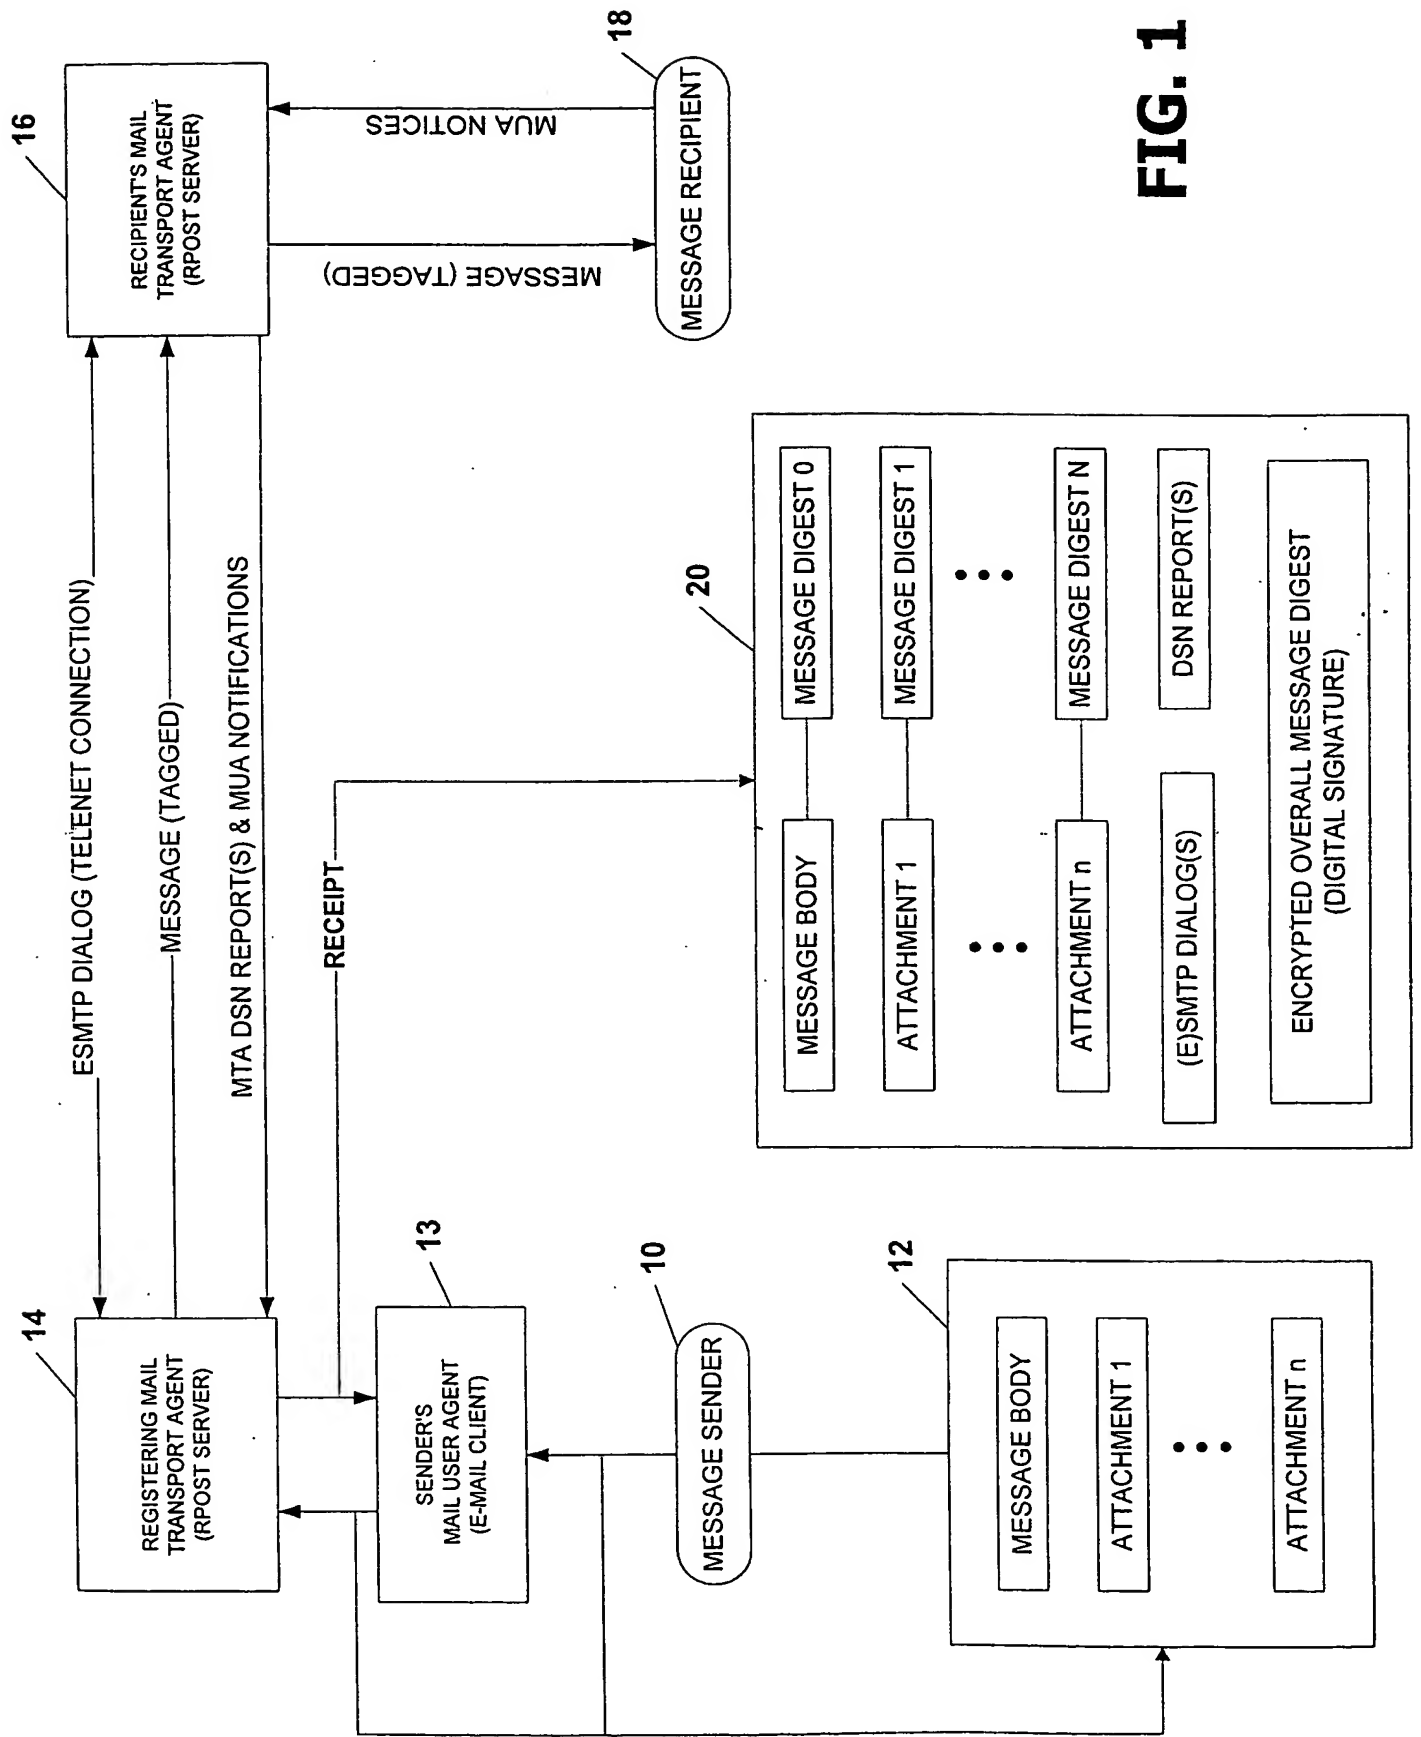 14
REGISTERING MAIL
TRANSPORT AGENT
(RPOST SERVER)
ESMTP DIALOG (TELENET CONNECTION)
MESSAGE (TAGGED)
MTA DSN REPORT(S) & MUA NOTIFICATIONS
16
RECIPIENT'S MAIL
TRANSPORT AGENT
(RPOST SERVER)
RECEIPT
13
SENDER'S
MAIL USER AGENT
(E-MAIL CLIENT)
MESSAGE (TAGGED)
MUA NOTICES
10
MESSAGE SENDER
18
MESSAGE RECIPIENT
12
MESSAGE BODY
ATTACHMENT 1
ATTACHMENT n
20
MESSAGE BODY
MESSAGE DIGEST 0
ATTACHMENT 1
MESSAGE DIGEST 1
ATTACHMENT n
MESSAGE DIGEST N
(E)SMTP DIALOG(S)
DSN REPORT(S)
ENCRYPTED OVERALL MESSAGE DIGEST
(DIGITAL SIGNATURE)
FIG. 1